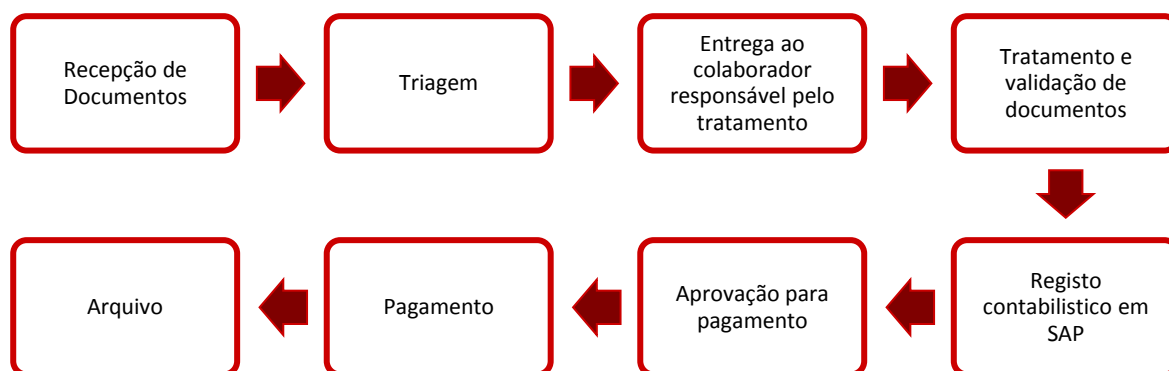 Recepção de
Documentos
Triagem
Entrega ao
colaborador
responsável pelo
tratamento
Tratamento e
validação de
documentos
Registo
contabilistico em
SAP
Aprovação para
pagamento
Pagamento
Arquivo